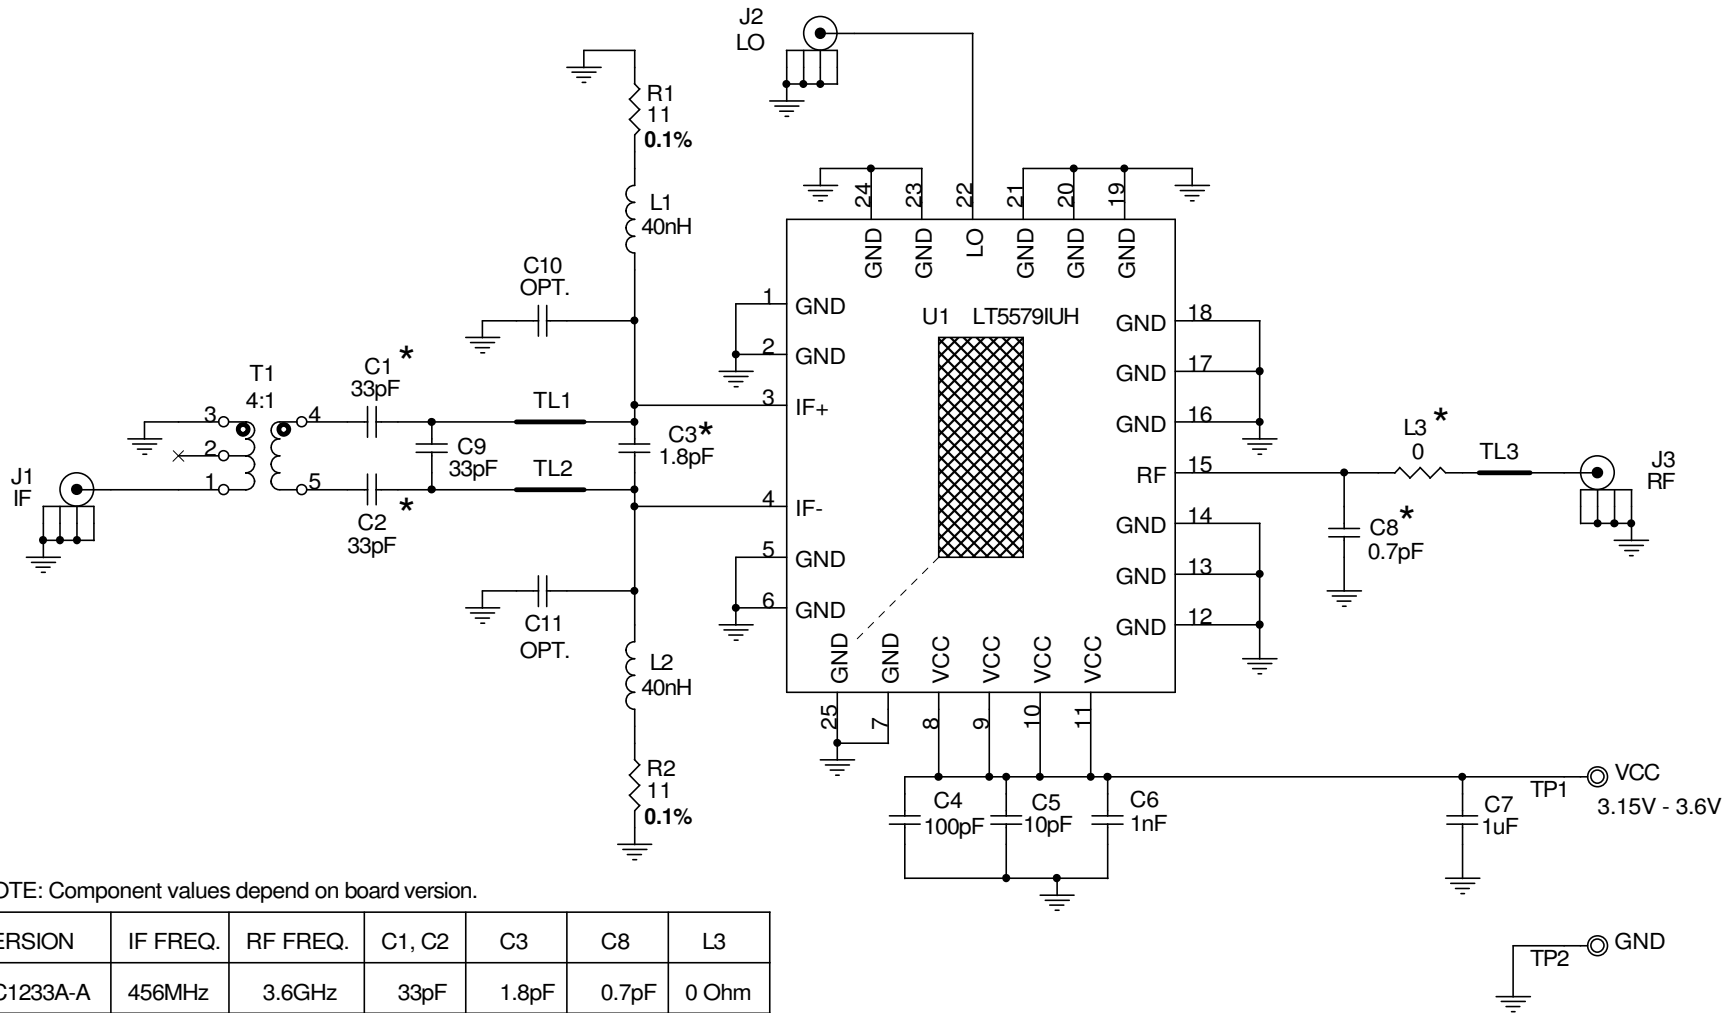 J2
LO
R1
11
0.1%
L1
40nH
C10
OPT.
24
23
22
21
20
19
GND
GND
LO
GND
GND
GND
U1 LT5579IUH
1 GND
2 GND
3 IF+
4 IF-
5 GND
6 GND
GND 18
GND 17
GND 16
RF 15
GND 14
GND 13
GND 12
T1
4:1
3
2
1
4
5
C1 *
33pF
C9
33pF
C2 *
33pF
TL1
TL2
C3*
1.8pF
J1
IF
L3 *
0
TL3
J3
RF
C8 *
0.7pF
C11
OPT.
L2
40nH
R2
11
0.1%
GND
GND
VCC
VCC
VCC
VCC
25
7
8
9
10
11
C4
100pF
C5
10pF
C6
1nF
C7
1uF
TP1
VCC
3.15V - 3.6V
TP2
GND
OTE: Component values depend on board version.
ERSION IF FREQ. RF FREQ. C1, C2 C3 C8 L3
C1233A-A 456MHz 3.6GHz 33pF 1.8pF 0.7pF 0 Ohm